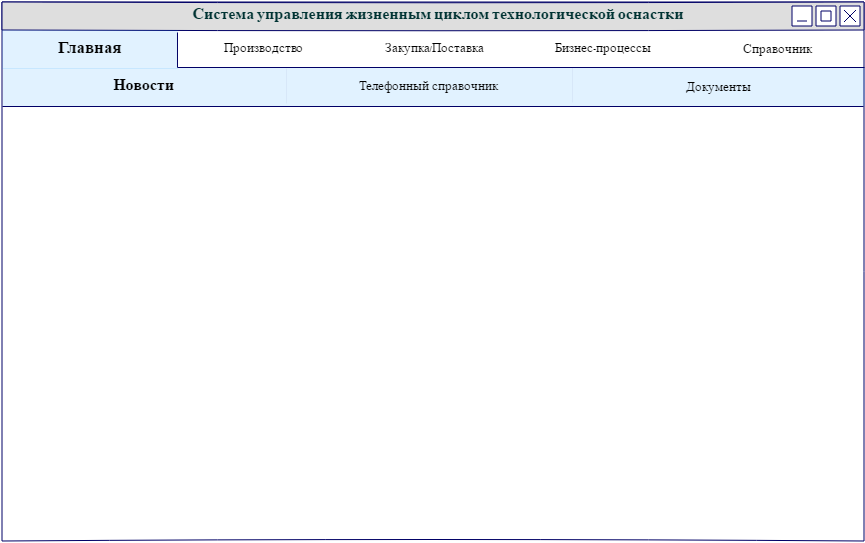 Система управления жизненным циклом технологической оснастки
Главная Производство Закупка/Поставка Бизнес-процессы Справочник
Новости Телефонный справочник Документы